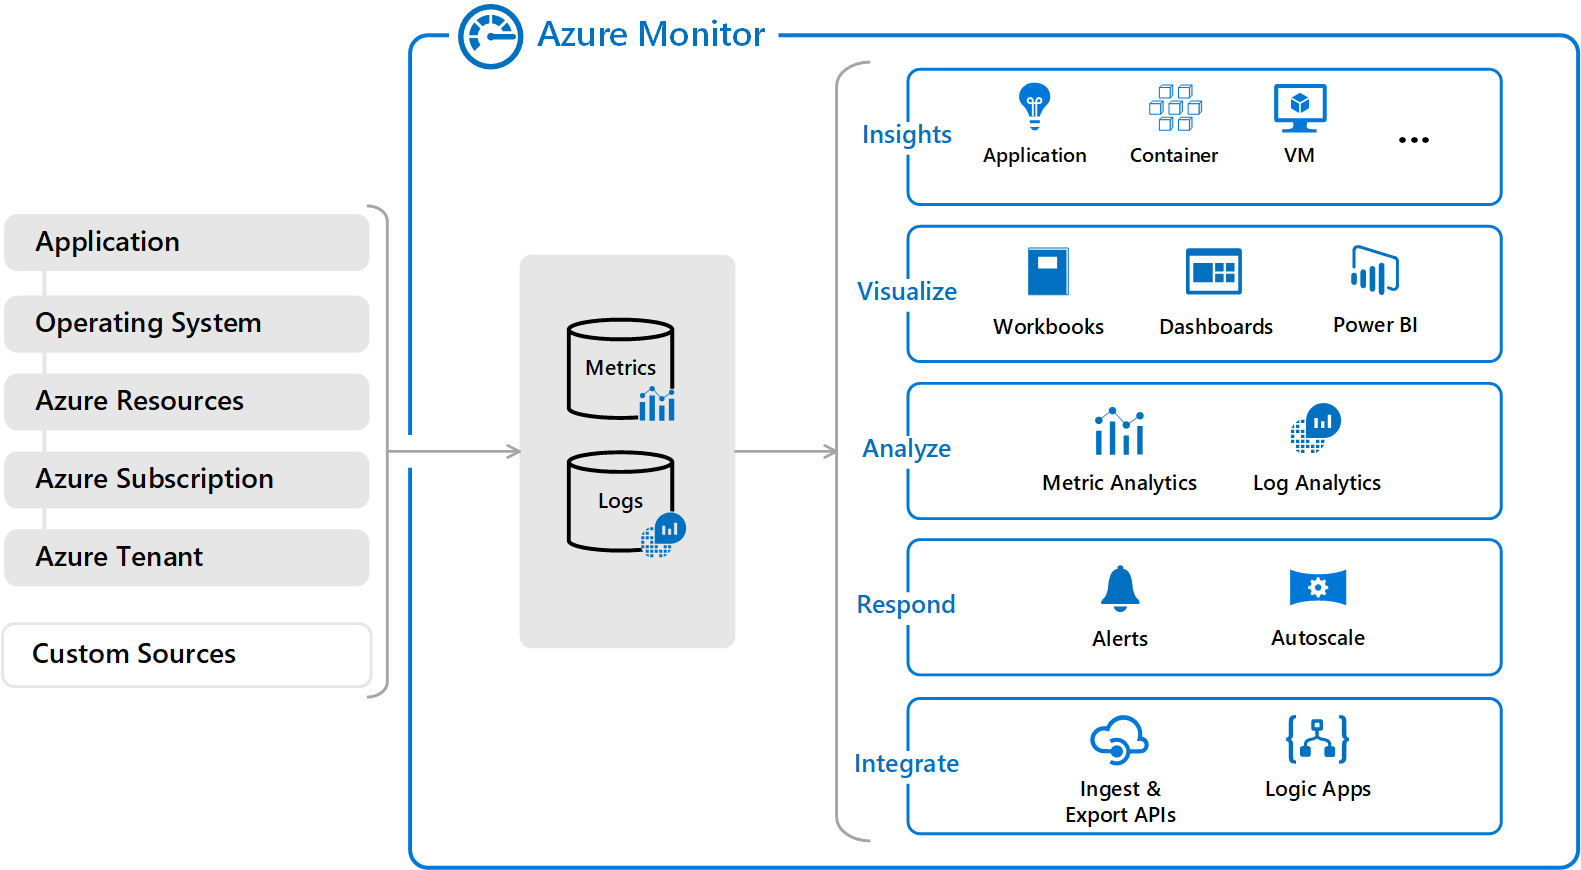 Azure Monitor
Application
Operating System
Azure Resources
Azure Subscription
Azure Tenant
Custom Sources
Metrics
Logs
Insights
Application
Container
VM
...
Visualize
Workbooks
Dashboards
Power BI
Analyze
Metric Analytics
Log Analytics
Respond
Alerts
Autoscale
Integrate
Ingest &
Export APIs
Logic Apps